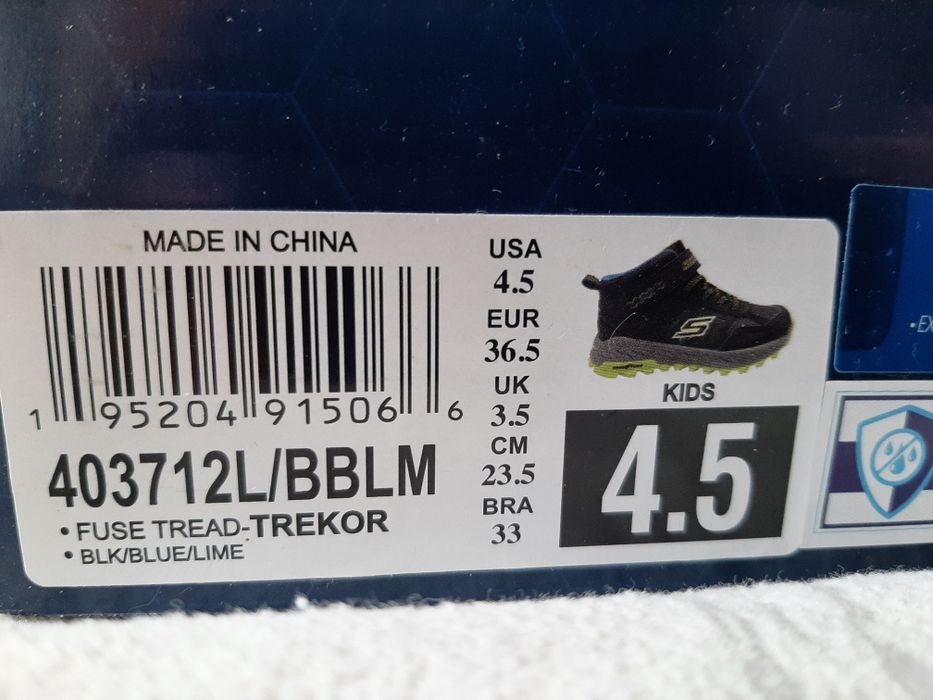 MADE IN CHINA
1 95204 91506 6
403712L/BBLM
• FUSE TREAD-TREKOR
• BLK/BLUE/LIME
USA
4.5
EUR
36.5
UK
3.5
CM
23.5
BRA
33
S
KIDS
4.5